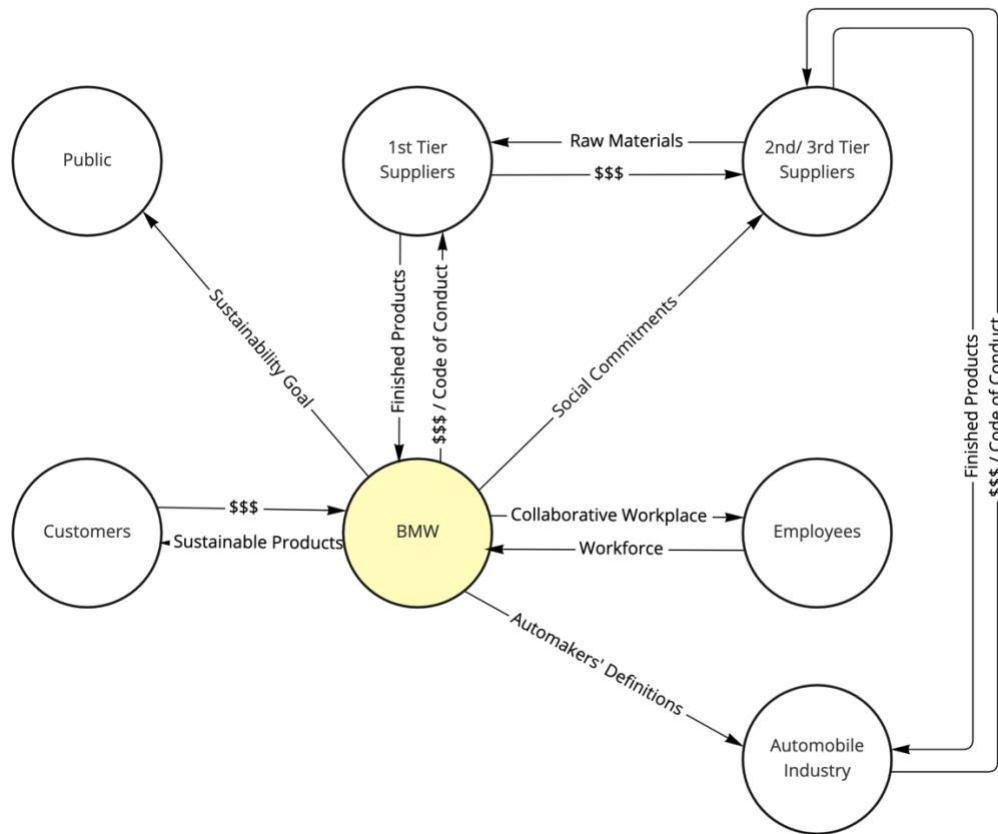 Public
1st Tier
Suppliers
Raw Materials
$$$
2nd/ 3rd Tier
Suppliers
Sustainability Goal
Finished Products
$$$ / Code of Conduct
Social Commitments
Finished Products
$$$ / Code of Conduct
Customers
$$$
Sustainable Products
BMW
Collaborative Workplace
Workforce
Employees
Automakers' Definitions
Automobile
Industry